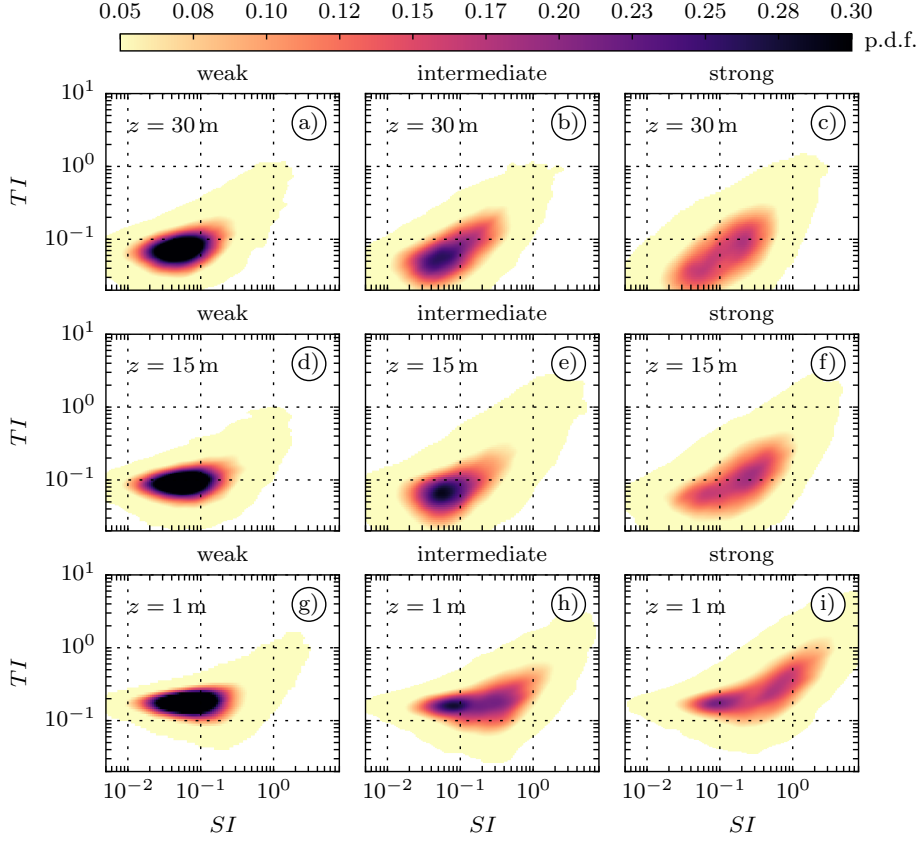 0.05 0.08 0.10 0.12 0.15 0.17 0.20 0.23 0.25 0.28 0.30
p.d.f.
weak intermediate strong
10^1 z = 30 m a) z = 30 m b) z = 30 m c)
10^0
TI
10^-1
weak intermediate strong
10^1 z = 15 m d) z = 15 m e) z = 15 m f)
10^0
TI
10^-1
weak intermediate strong
10^1 z = 1 m g) z = 1 m h) z = 1 m i)
10^0
TI
10^-1
10^-2 10^-1 10^0 10^-2 10^-1 10^0 10^-2 10^-1 10^0
SI SI SI